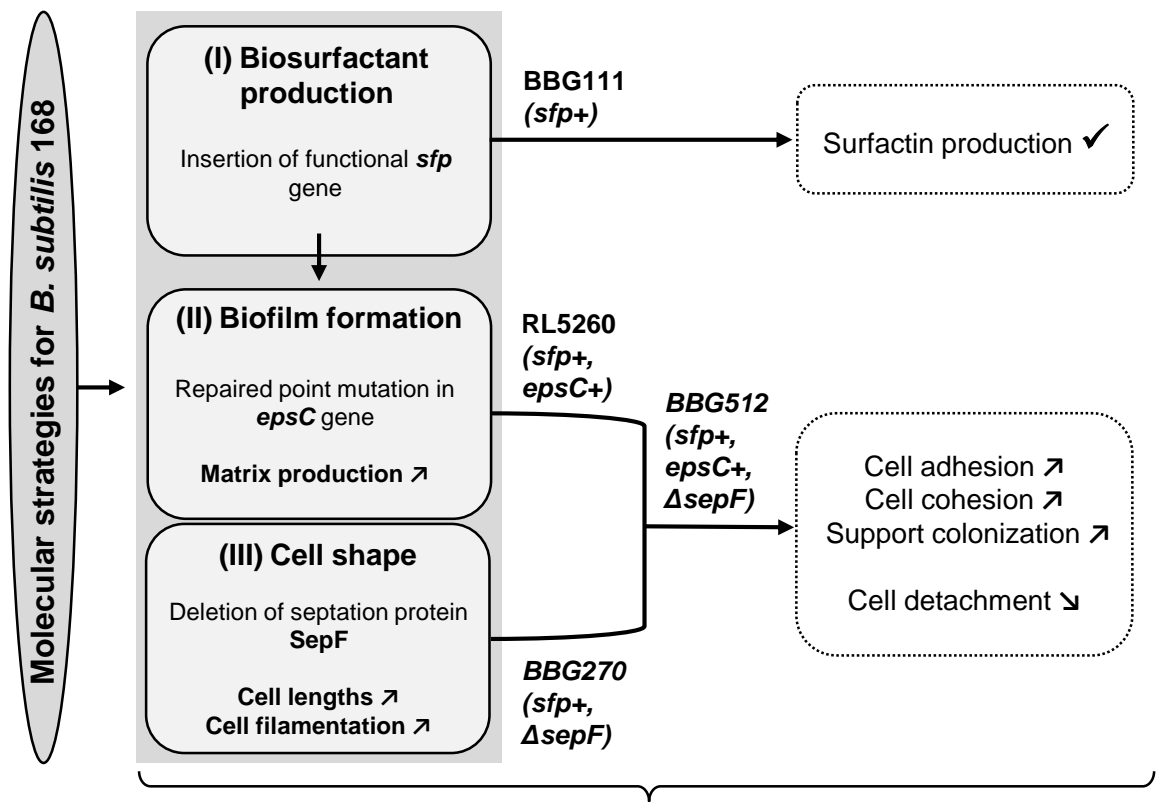 Molecular strategies for B. subtilis 168
(I) Biosurfactant
production
Insertion of functional sfp
gene
BBG111
(sfp+)
Surfactin production ✓
(II) Biofilm formation
Repaired point mutation in
epsC gene
Matrix production ↗
RL5260
(sfp+,
epsC+)
(III) Cell shape
Deletion of septation protein
SepF
Cell lengths ↗
Cell filamentation ↗
BBG270
(sfp+,
ΔsepF)
BBG512
(sfp+,
epsC+,
ΔsepF)
Cell adhesion ↗
Cell cohesion ↗
Support colonization ↗
Cell detachment ↘